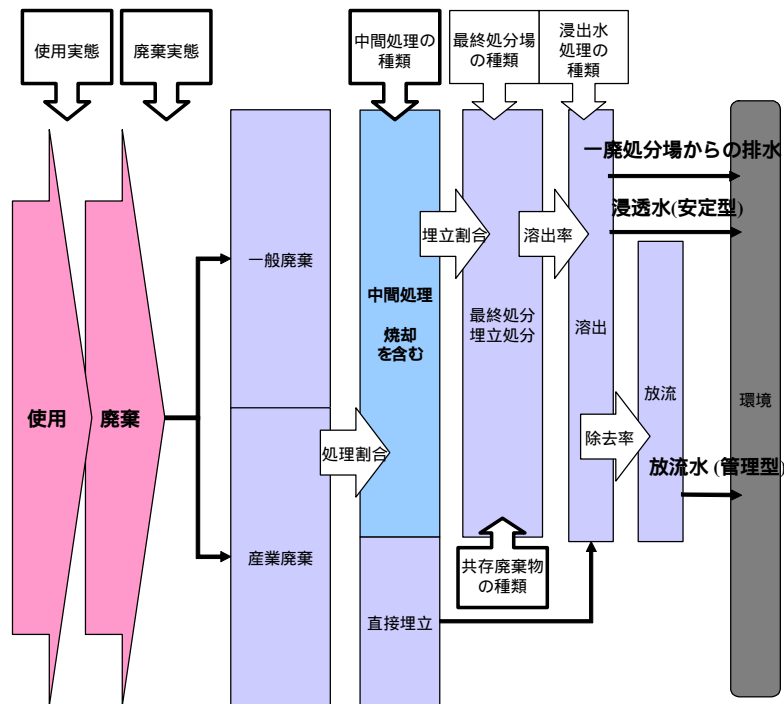 使用実態
廃棄実態
中間処理の
種類
最終処分場
の種類
浸出水
処理の
種類
一廃処分場からの排水
浸透水(安定型)
埋立割合
溶出率
一般廃棄
中間処理
焼却
を含む
最終処分
埋立処分
溶出
放流
環境
使用
廃棄
処理割合
除去率
放流水 (管理型)
産業廃棄
共存廃棄物
の種類
直接埋立